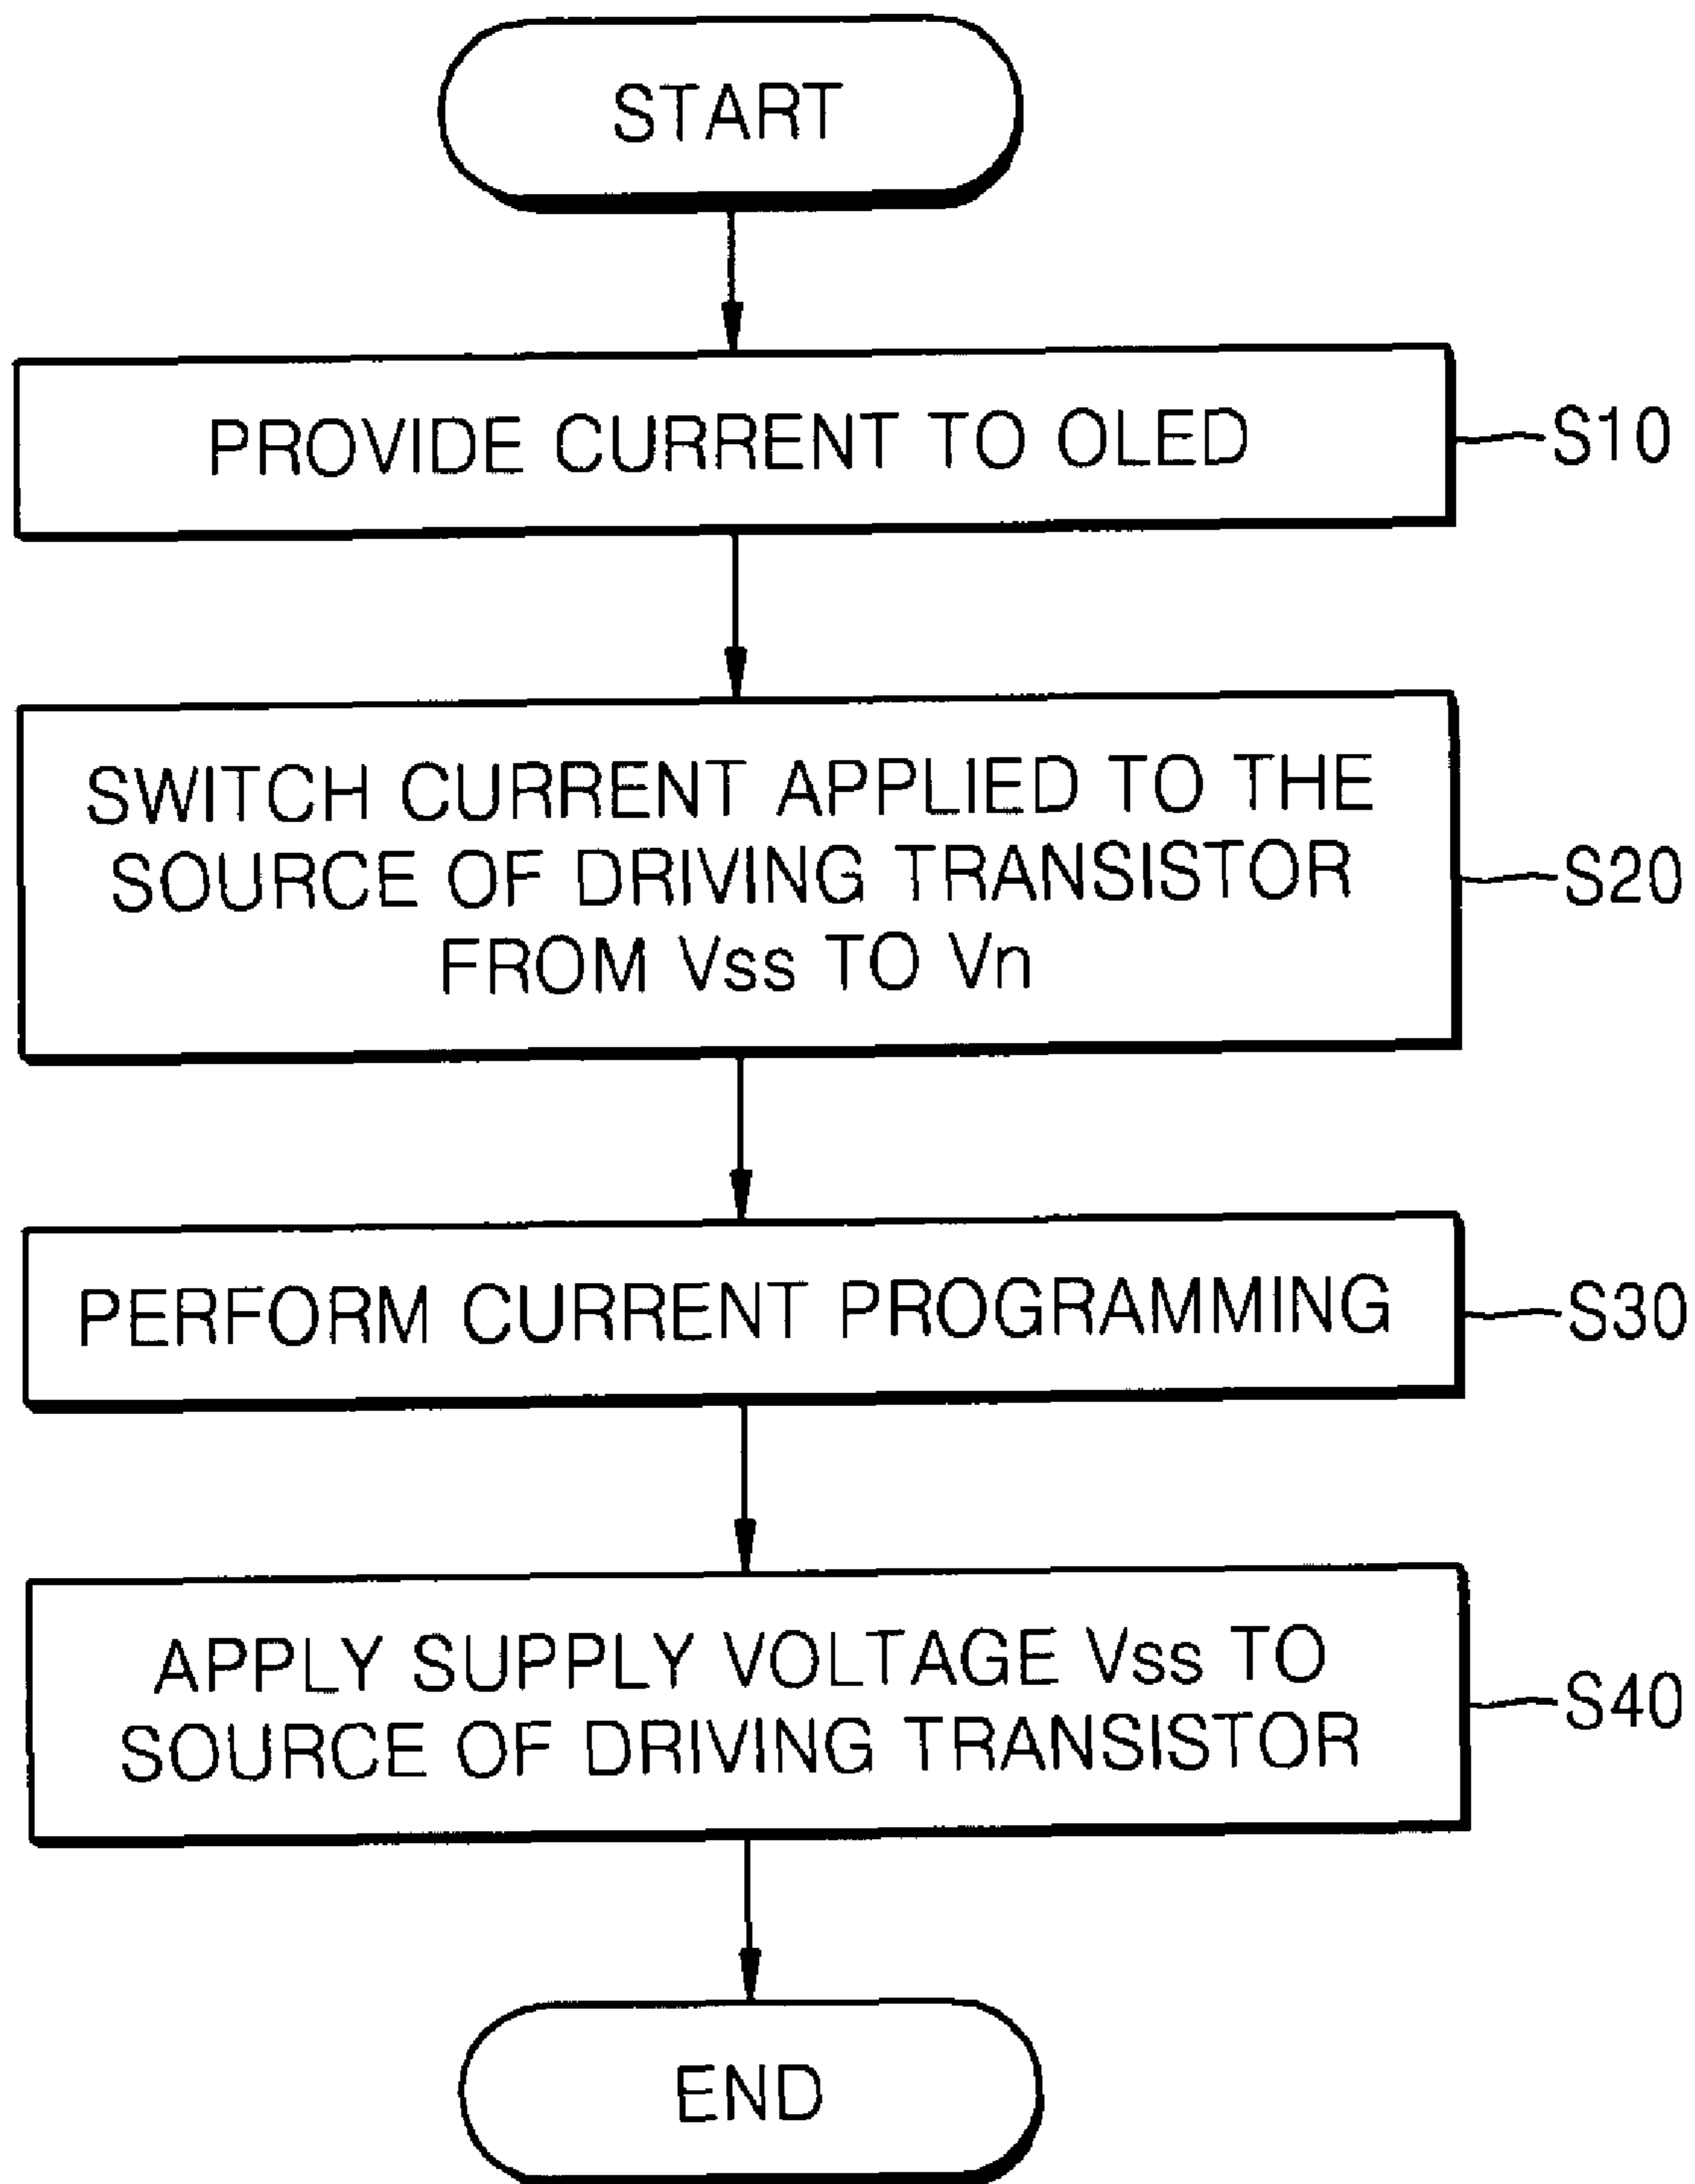 START
PROVIDE CURRENT TO OLED
S10
SWITCH CURRENT APPLIED TO THE
SOURCE OF DRIVING TRANSISTOR
FROM Vss TO Vn
S20
PERFORM CURRENT PROGRAMMING
S30
APPLY SUPPLY VOLTAGE Vss TO
SOURCE OF DRIVING TRANSISTOR
S40
END